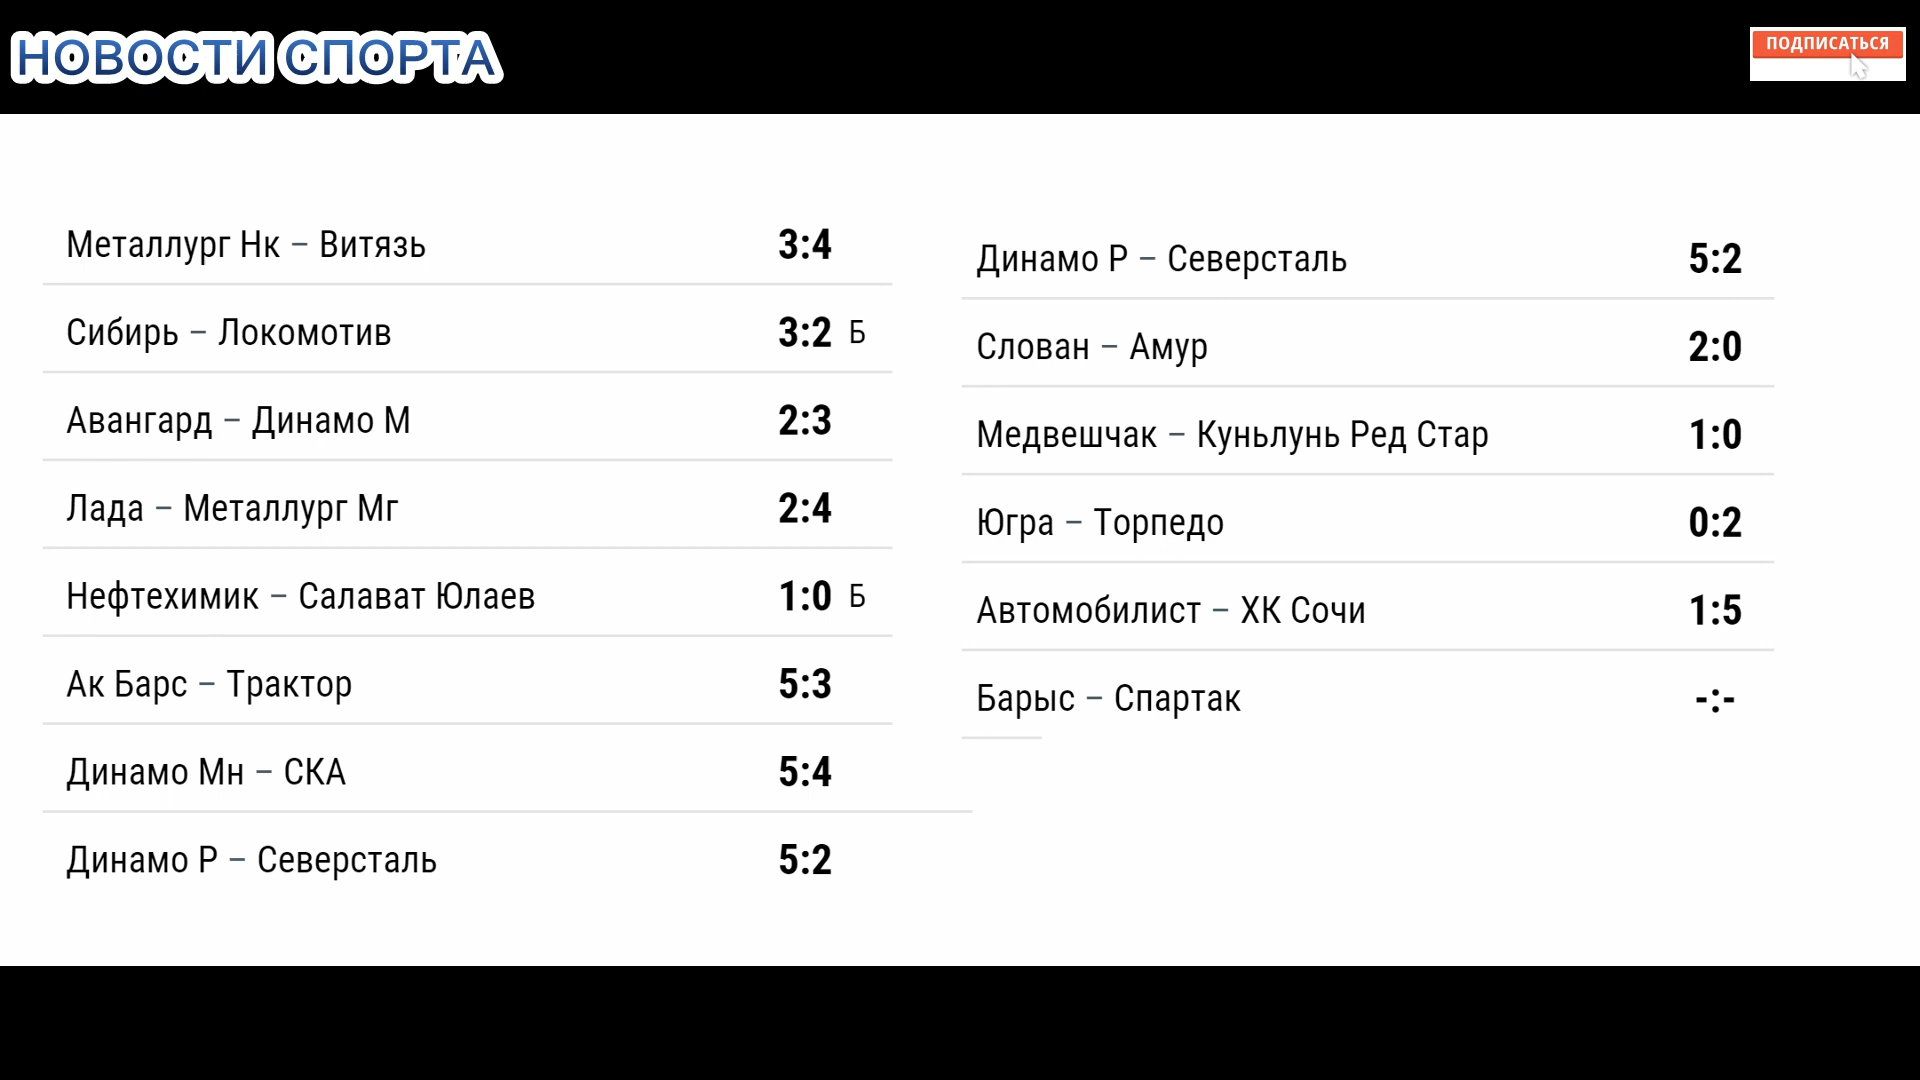 НОВОСТИ СПОРТА
ПОДПИСАТЬСЯ
Металлург Нк – Витязь 3:4
Сибирь – Локомотив 3:2 Б
Авангард – Динамо М 2:3
Лада – Металлург Мг 2:4
Нефтехимик – Салават Юлаев 1:0 Б
Ак Барс – Трактор 5:3
Динамо Мн – СКА 5:4
Динамо Р – Северсталь 5:2
Динамо Р – Северсталь 5:2
Слован – Амур 2:0
Медвешчак – Куньлунь Ред Стар 1:0
Югра – Торпедо 0:2
Автомобилист – ХК Сочи 1:5
Барыс – Спартак -:-